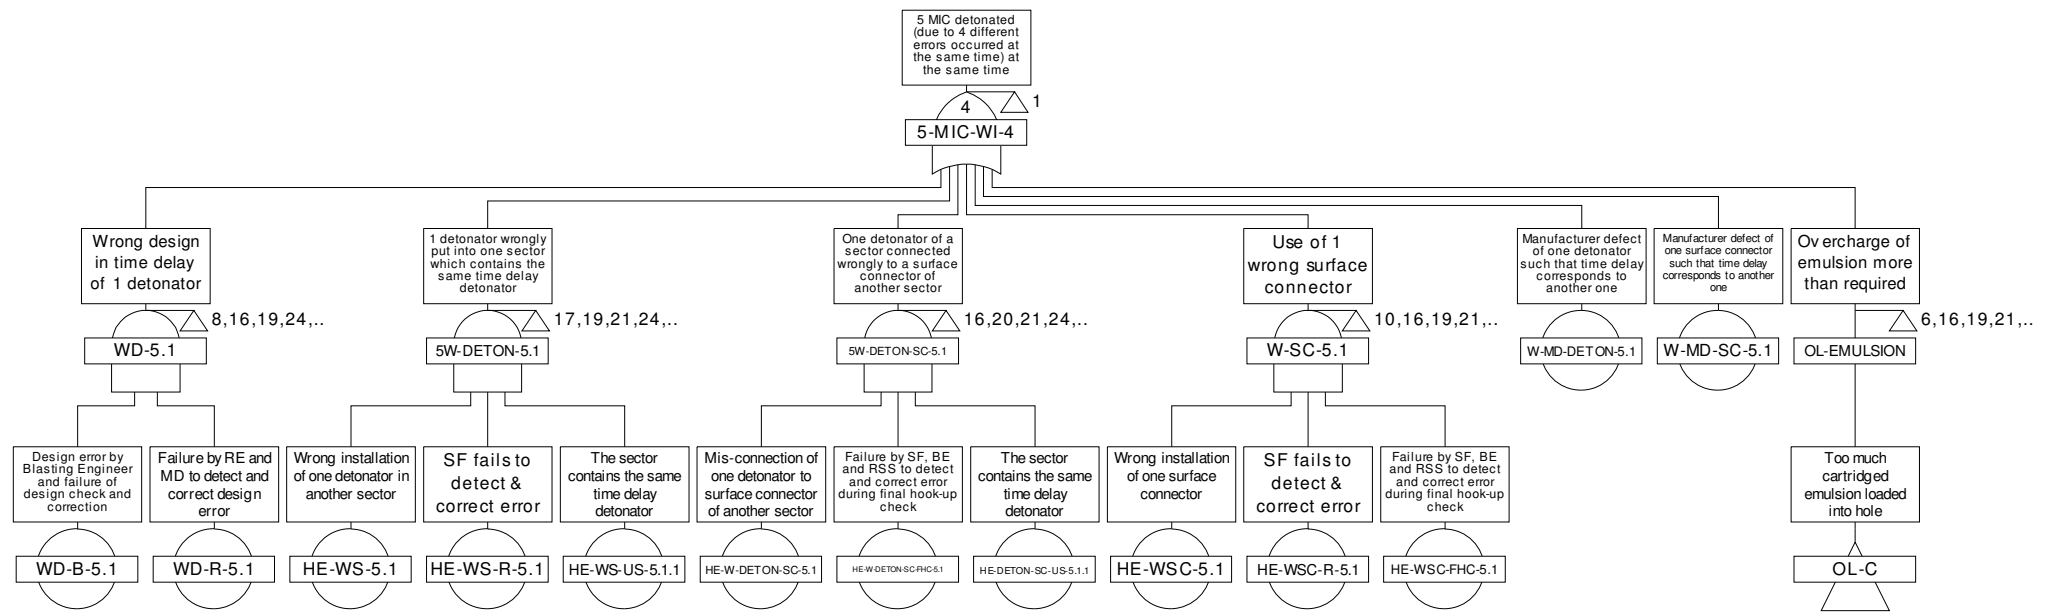 5 MIC detonated
(due to 4 different
errors occurred at
the same time) at
the same time
4
1
5-MIC-WI-4
Wrong design
in time delay
of 1 detonator
8,16,19,24,..
WD-5.1
1 detonator wrongly
put into one sector
which contains the
same time delay
detonator
17,19,21,24,..
5W-DETON-5.1
One detonator of a
sector connected
wrongly to a surface
connector of
another sector
16,20,21,24,..
5W-DETON-SC-5.1
Use of 1
wrong surface
connector
10,16,19,21,..
W-SC-5.1
Manufacturer defect
of one detonator
such that time delay
corresponds to
another one
W-MD-DETON-5.1
Manufacturer defect of
one surface connector
such that time delay
corresponds to another
one
W-MD-SC-5.1
Overcharge of
emulsion more
than required
6,16,19,21,..
OL-EMULSION
Design error by
Blasting Engineer
and failure of
design check and
correction
WD-B-5.1
Failure by RE and
MD to detect and
correct design
error
WD-R-5.1
Wrong installation
of one detonator in
another sector
HE-WS-5.1
SF fails to
detect &
correct error
HE-WS-R-5.1
The sector
contains the same
time delay
detonator
HE-WS-US-5.1.1
Mis-connection of
one detonator to
surface connector
of another sector
HE-W-DETON-SC-5.1
Failure by SF, BE
and RSS to detect
and correct error
during final hook-up
check
HE-W-DETON-SC-FHC-5.1
The sector
contains the same
time delay
detonator
HE-DETON-SC-US-5.1.1
Wrong installation
of one surface
connector
HE-WSC-5.1
SF fails to
detect &
correct error
HE-WSC-R-5.1
Failure by SF, BE
and RSS to detect
and correct error
during final hook-up
check
HE-WSC-FHC-5.1
Too much
cartridged
emulsion loaded
into hole
OL-C